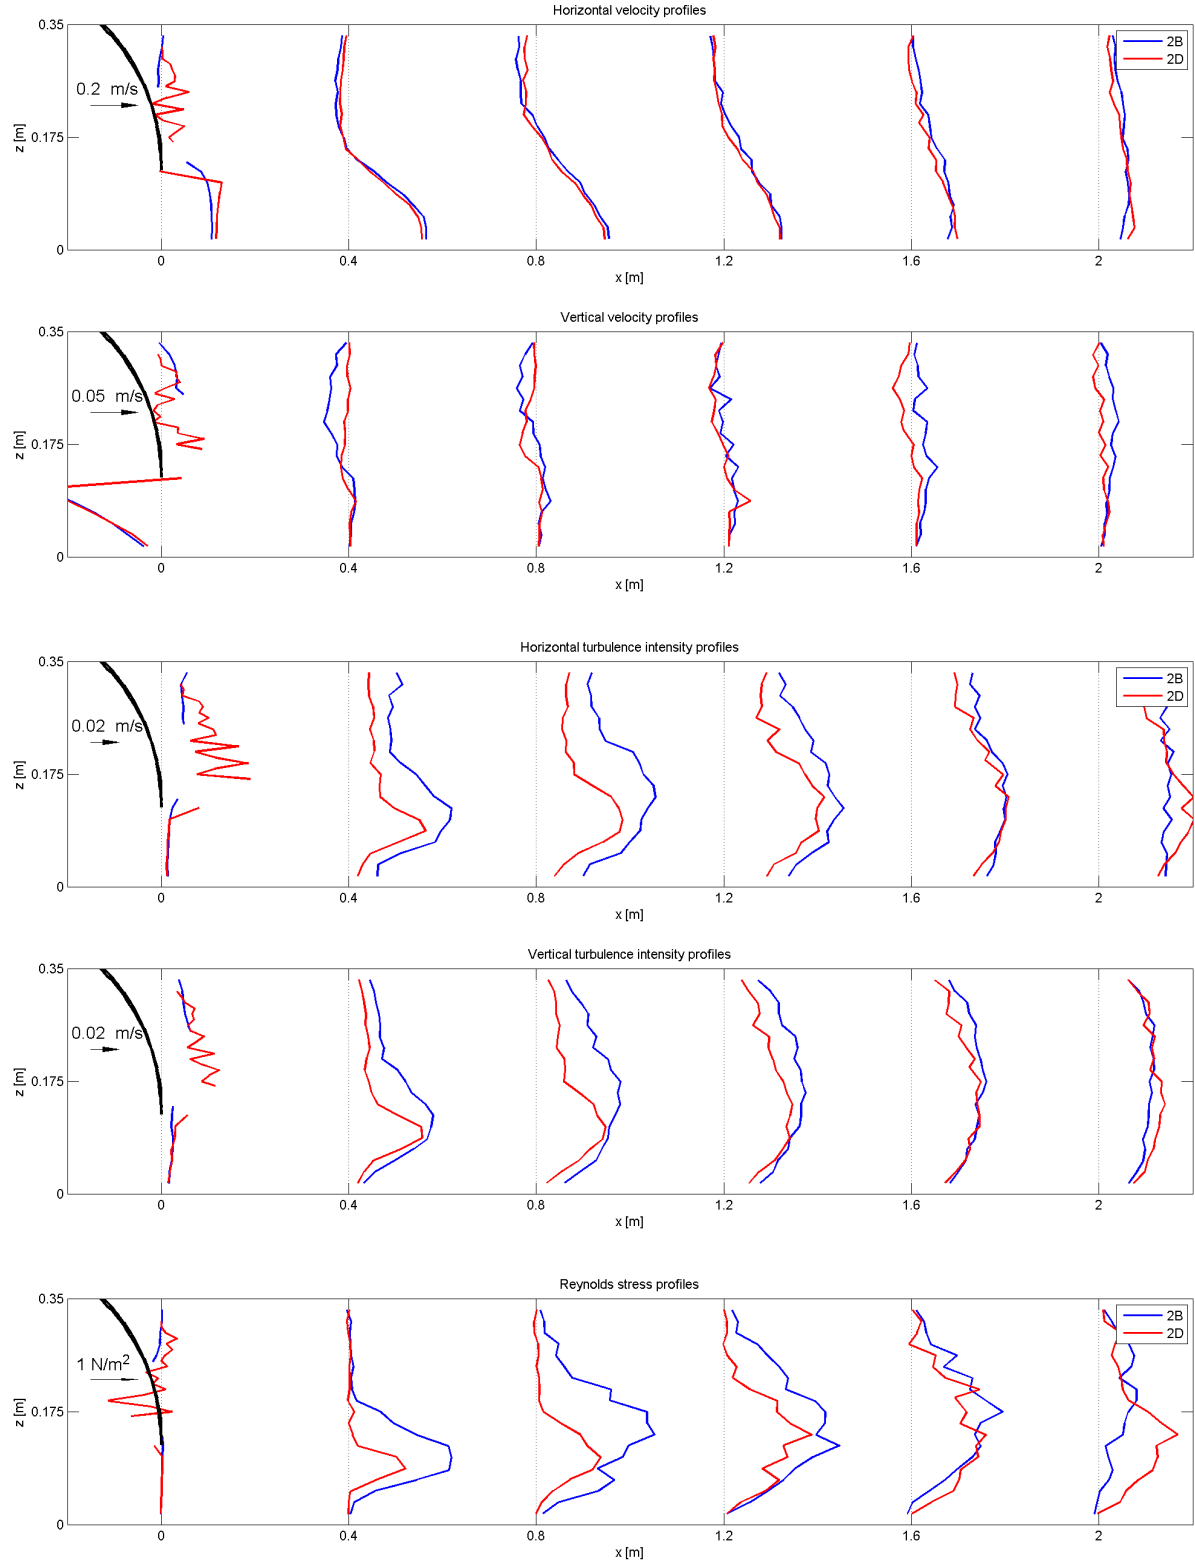 Horizontal velocity profiles
0.35
2B
2D
0.2 m/s
0.175
z [m]
0
0 0.4 0.8 1.2 1.6 2
x [m]
Vertical velocity profiles
0.35
0.05 m/s
0.175
z [m]
0
0 0.4 0.8 1.2 1.6 2
x [m]
Horizontal turbulence intensity profiles
0.35
2B
2D
0.02 m/s
0.175
z [m]
0
0 0.4 0.8 1.2 1.6 2
x [m]
Vertical turbulence intensity profiles
0.35
0.02 m/s
0.175
z [m]
0
0 0.4 0.8 1.2 1.6 2
x [m]
Reynolds stress profiles
0.35
2B
2D
1 N/m²
0.175
z [m]
0
0 0.4 0.8 1.2 1.6 2
x [m]